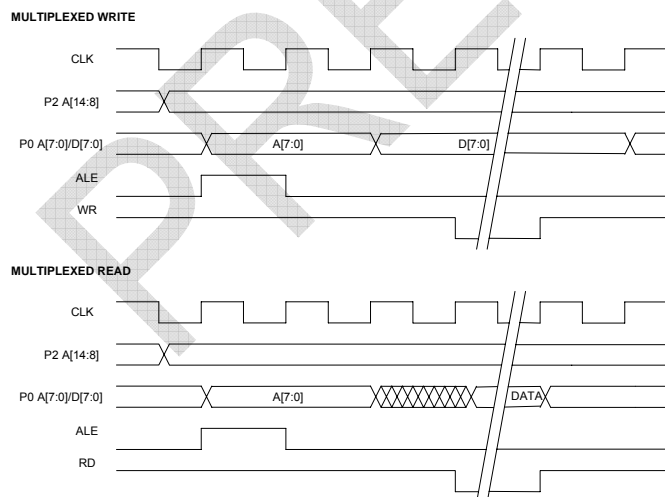 MULTIPLEXED WRITE
CLK
P2 A[14:8]
P0 A[7:0]/D[7:0] A[7:0] D[7:0]
ALE
WR
MULTIPLEXED READ
CLK
P2 A[14:8]
P0 A[7:0]/D[7:0] A[7:0] DATA
ALE
RD
PRE